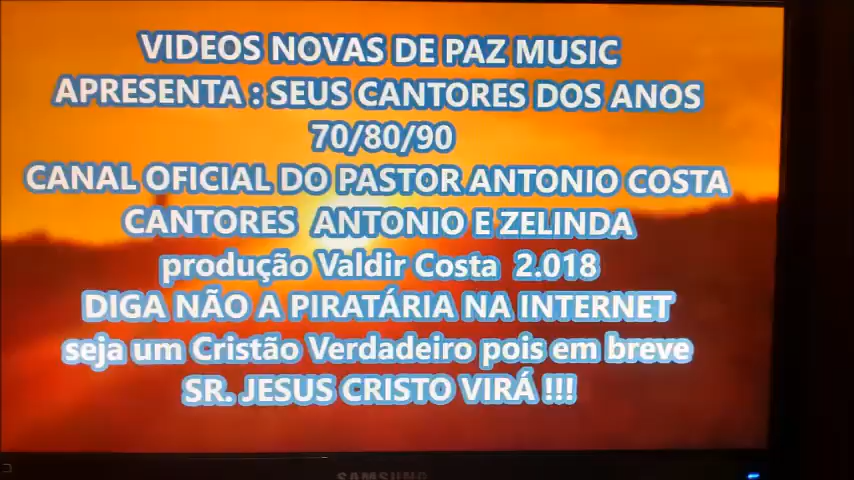 VIDEOS NOVAS DE PAZ MUSIC
APRESENTA : SEUS CANTORES DOS ANOS
70/80/90
CANAL OFICIAL DO PASTOR ANTONIO COSTA
CANTORES ANTONIO E ZELINDA
produção Valdir Costa 2.018
DIGA NÃO A PIRATÁRIA NA INTERNET
seja um Cristão Verdadeiro pois em breve
SR. JESUS CRISTO VIRÁ !!!
SAMSUNG